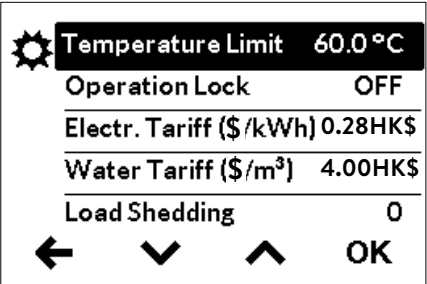 Temperature Limit 60.0 °C
Operation Lock OFF
Electr. Tariff ($/kWh) 0.28HK$
Water Tariff ($/m³) 4.00HK$
Load Shedding 0
OK